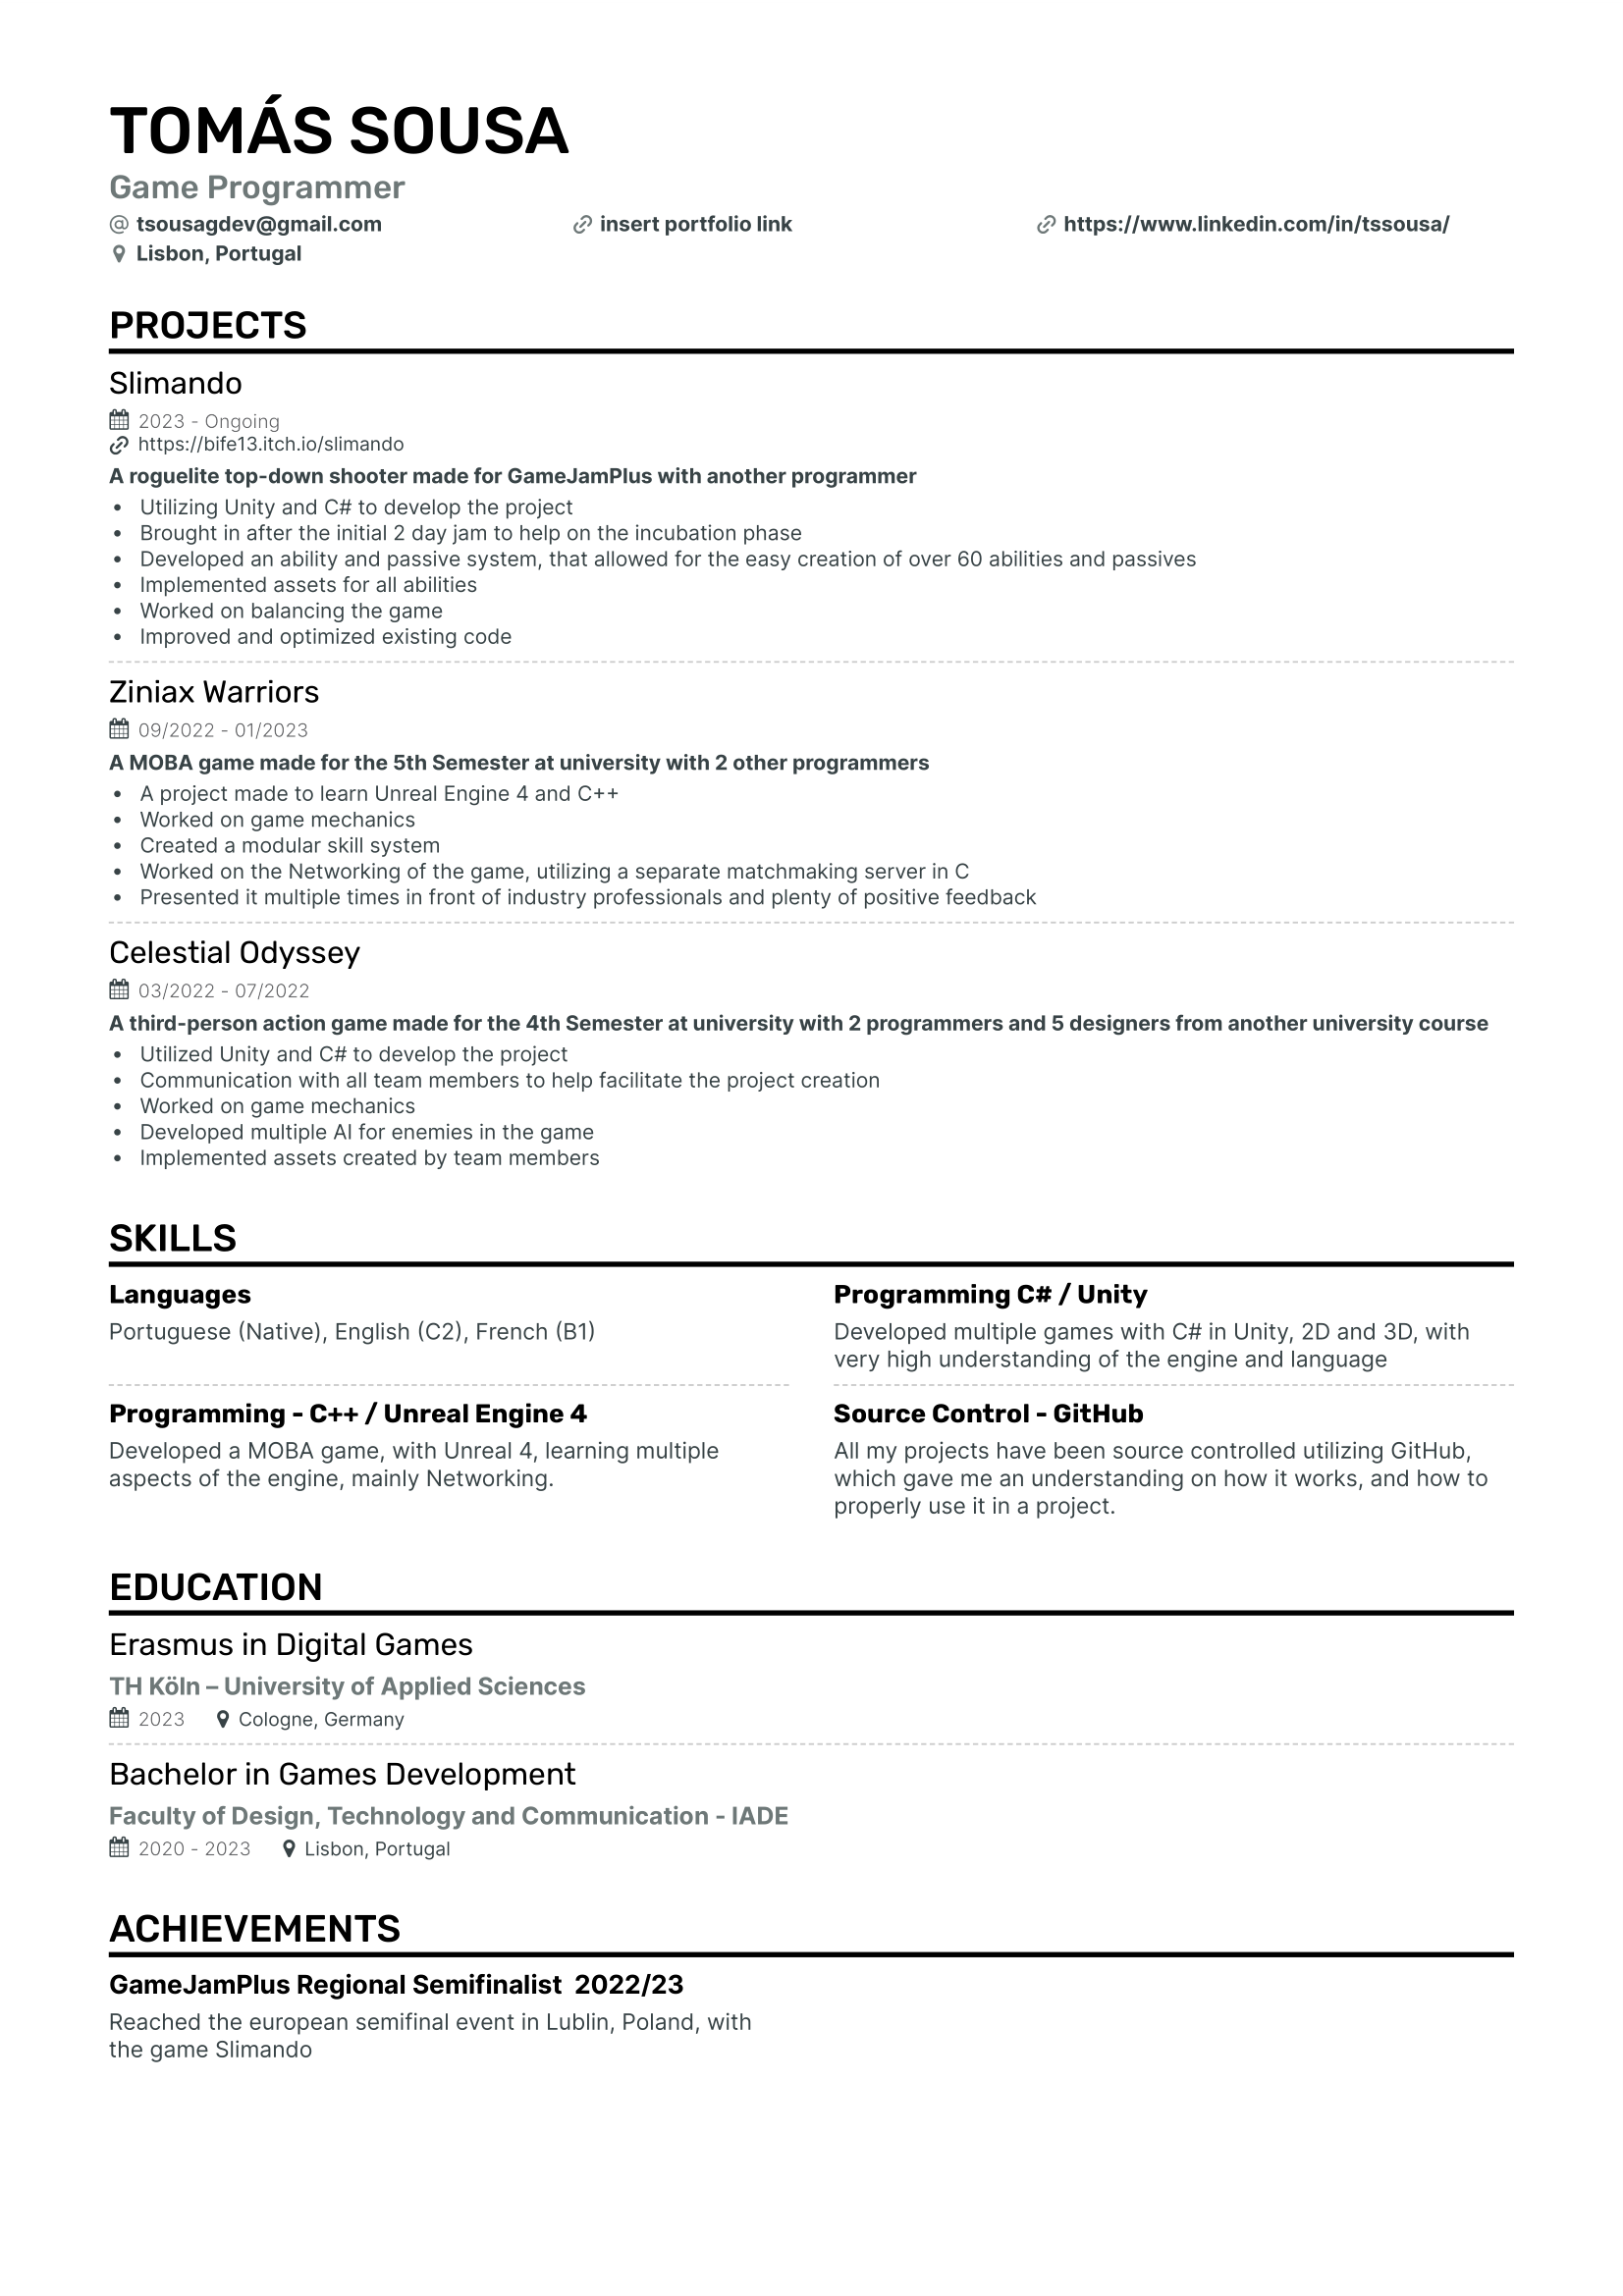 TOMÁS SOUSA
Game Programmer
@ tsousagdev@gmail.com insert portfolio link https://www.linkedin.com/in/tssousa/
Lisbon, Portugal
PROJECTS
Slimando
2023 - Ongoing
https://bife13.itch.io/slimando
A roguelite top-down shooter made for GameJamPlus with another programmer
• Utilizing Unity and C# to develop the project
• Brought in after the initial 2 day jam to help on the incubation phase
• Developed an ability and passive system, that allowed for the easy creation of over 60 abilities and passives
• Implemented assets for all abilities
• Worked on balancing the game
• Improved and optimized existing code
Ziniax Warriors
09/2022 - 01/2023
A MOBA game made for the 5th Semester at university with 2 other programmers
• A project made to learn Unreal Engine 4 and C++
• Worked on game mechanics
• Created a modular skill system
• Worked on the Networking of the game, utilizing a separate matchmaking server in C
• Presented it multiple times in front of industry professionals and plenty of positive feedback
Celestial Odyssey
03/2022 - 07/2022
A third-person action game made for the 4th Semester at university with 2 programmers and 5 designers from another university course
• Utilized Unity and C# to develop the project
• Communication with all team members to help facilitate the project creation
• Worked on game mechanics
• Developed multiple AI for enemies in the game
• Implemented assets created by team members
SKILLS
Languages
Portuguese (Native), English (C2), French (B1)
Programming C# / Unity
Developed multiple games with C# in Unity, 2D and 3D, with
very high understanding of the engine and language
Programming - C++ / Unreal Engine 4
Developed a MOBA game, with Unreal 4, learning multiple
aspects of the engine, mainly Networking.
Source Control - GitHub
All my projects have been source controlled utilizing GitHub,
which gave me an understanding on how it works, and how to
properly use it in a project.
EDUCATION
Erasmus in Digital Games
TH Köln – University of Applied Sciences
2023 Cologne, Germany
Bachelor in Games Development
Faculty of Design, Technology and Communication - IADE
2020 - 2023 Lisbon, Portugal
ACHIEVEMENTS
GameJamPlus Regional Semifinalist 2022/23
Reached the european semifinal event in Lublin, Poland, with
the game Slimando